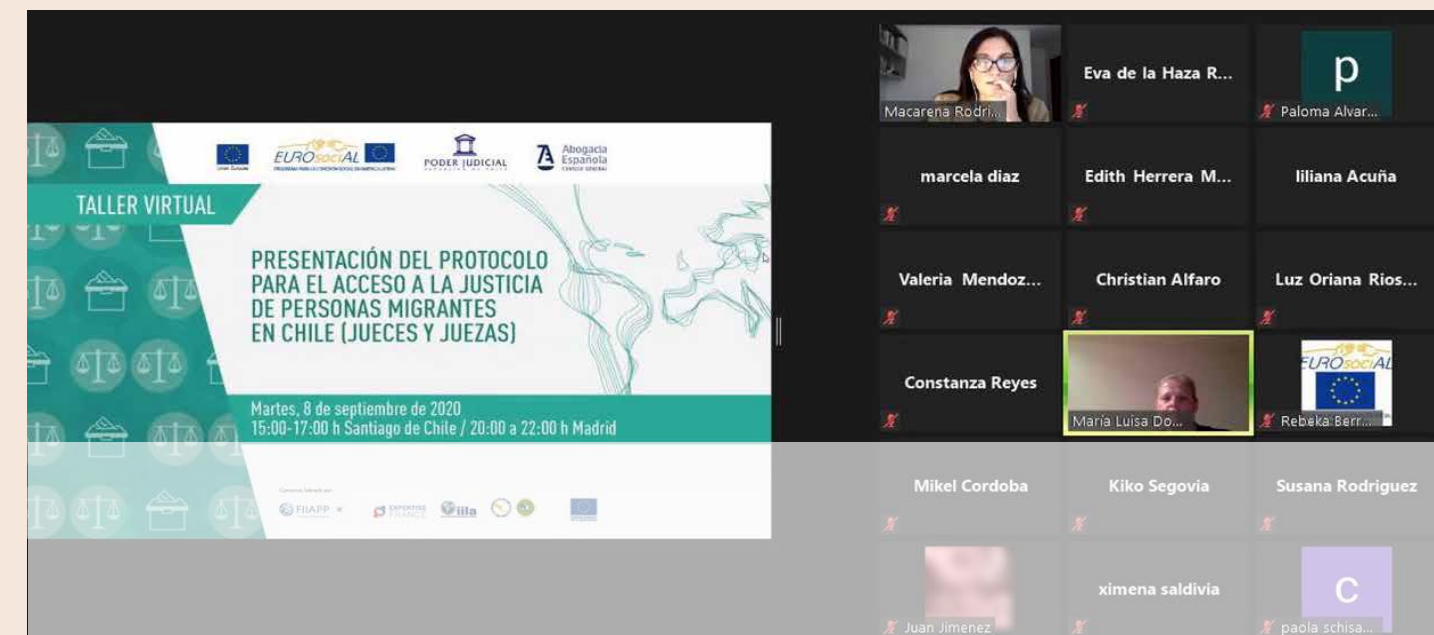 EUROsociAL
PODER JUDICIAL
Abogacía
Española
CONSEJO GENERAL
TALLER VIRTUAL
PRESENTACIÓN DEL PROTOCOLO
PARA EL ACCESO A LA JUSTICIA
DE PERSONAS MIGRANTES
EN CHILE (JUECES Y JUEZAS)
Martes, 8 de septiembre de 2020
15:00-17:00 h Santiago de Chile / 20:00 a 22:00 h Madrid
FIIAPP
EXPERTISE
FRANCE
iila
Macarena Rodri...
Eva de la Haza R...
p
Paloma Alvar...
marcela diaz
Edith Herrera M...
liliana Acuña
Valeria Mendoz...
Christian Alfaro
Luz Oriana Rios...
Constanza Reyes
María Luisa Do...
EUROsociAL
Rebeka Berr...
Mikel Cordoba
Kiko Segovia
Susana Rodriguez
Juan Jimenez
ximena saldivia
c
paola schisa...